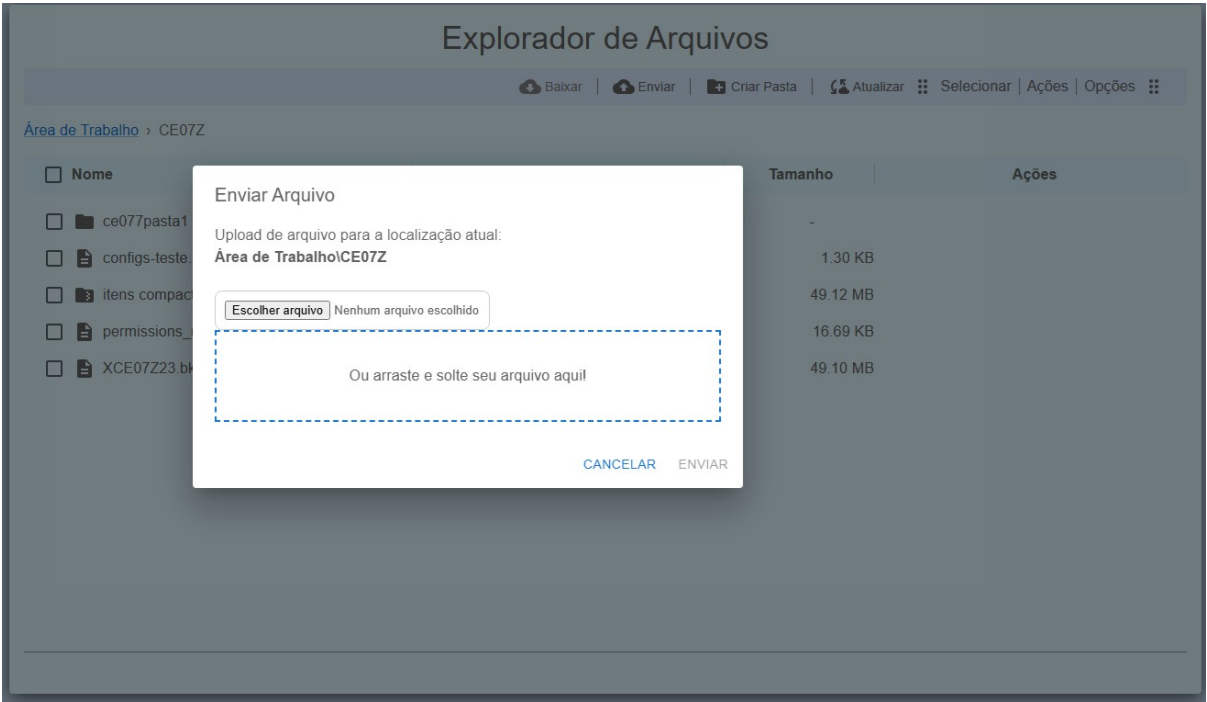 Explorador de Arquivos
Baixar | Enviar | Criar Pasta | Atualizar Selecionar | Ações | Opções
Área de Trabalho › CE07Z
Nome Tamanho Ações
ce077pasta1 -
configs-teste. 1.30 KB
itens compac 49.12 MB
permissions_ 16.69 KB
XCE07Z23.bk 49.10 MB
Enviar Arquivo
Upload de arquivo para a localização atual:
Área de Trabalho\CE07Z
Escolher arquivo Nenhum arquivo escolhido
Ou arraste e solte seu arquivo aqui!
CANCELAR ENVIAR